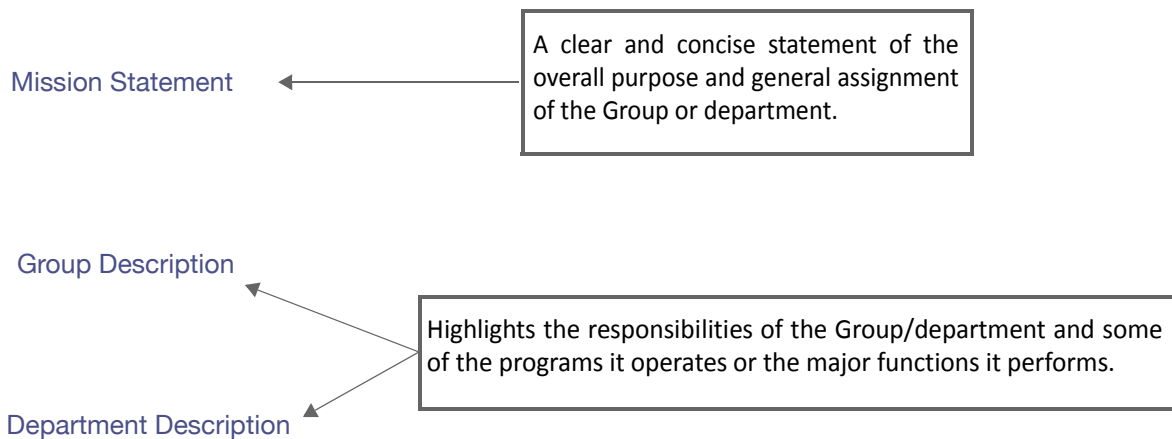 A clear and concise statement of the
overall purpose and general assignment
of the Group or department.
Mission Statement
Group Description
Highlights the responsibilities of the Group/department and some
of the programs it operates or the major functions it performs.
Department Description